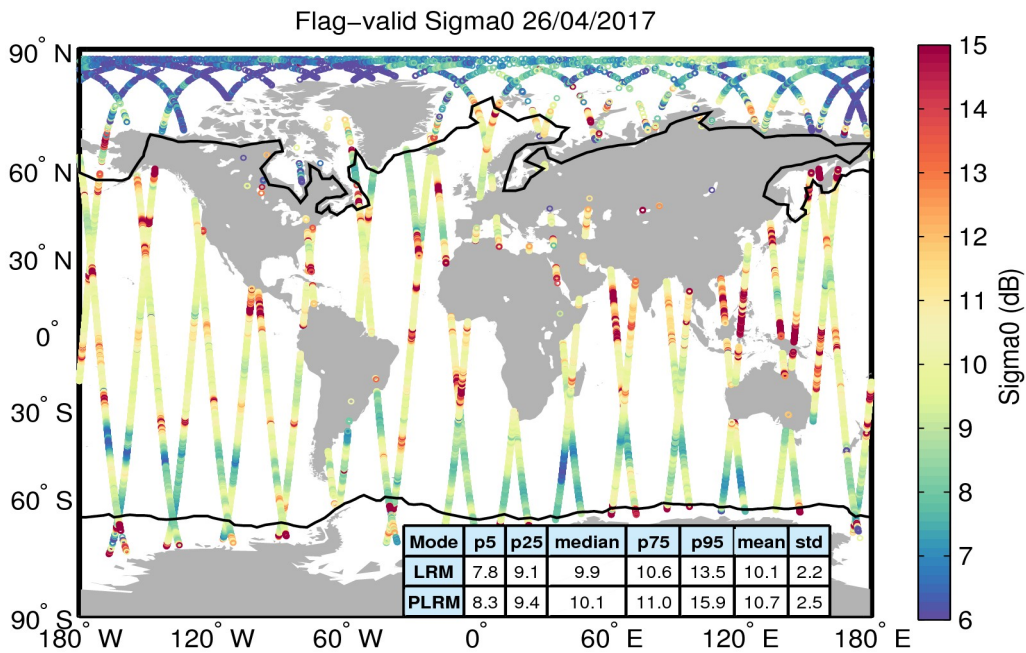 Flag−valid Sigma0 26/04/2017
90° N
60° N
30° N
0°
30° S
60° S
90° S
180° W
120° W
60° W
0°
60° E
120° E
180° E
Mode p5 p25 median p75 p95 mean std
LRM 7.8 9.1 9.9 10.6 13.5 10.1 2.2
PLRM 8.3 9.4 10.1 11.0 15.9 10.7 2.5
15
14
13
12
11
10
9
8
7
6
Sigma0 (dB)